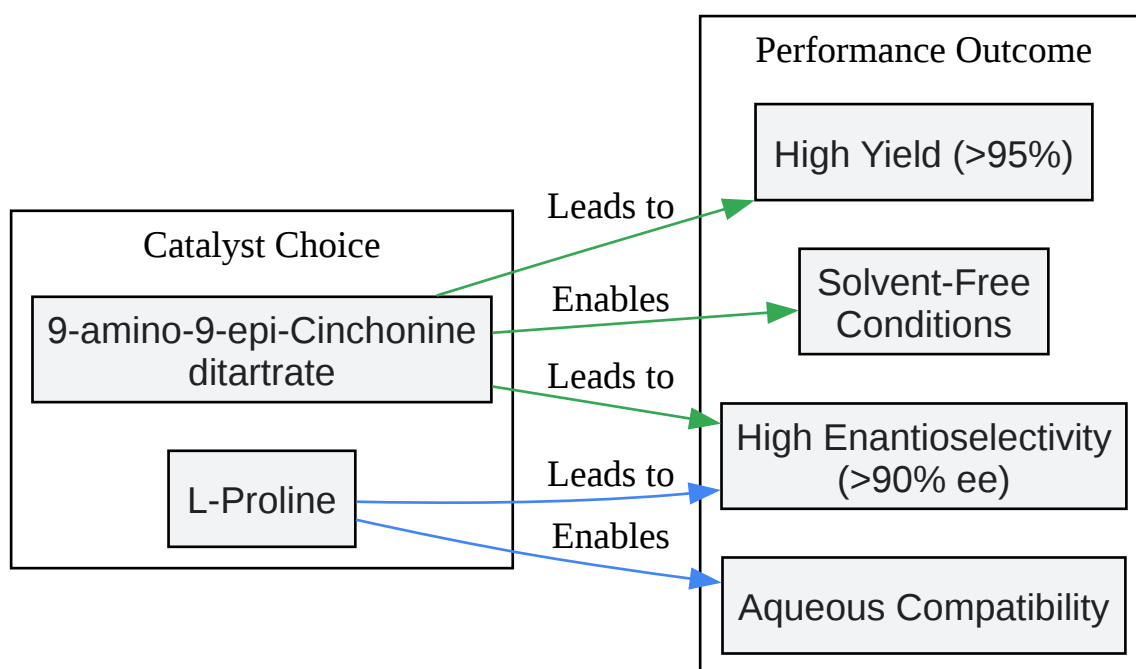 Performance Outcome
High Yield (>95%)
Leads to
Catalyst Choice
Enables
Solvent-Free
Conditions
9-amino-9-epi-Cinchonine
ditartrate
Leads to
High Enantioselectivity
(>90% ee)
Leads to
L-Proline
Enables
Aqueous Compatibility